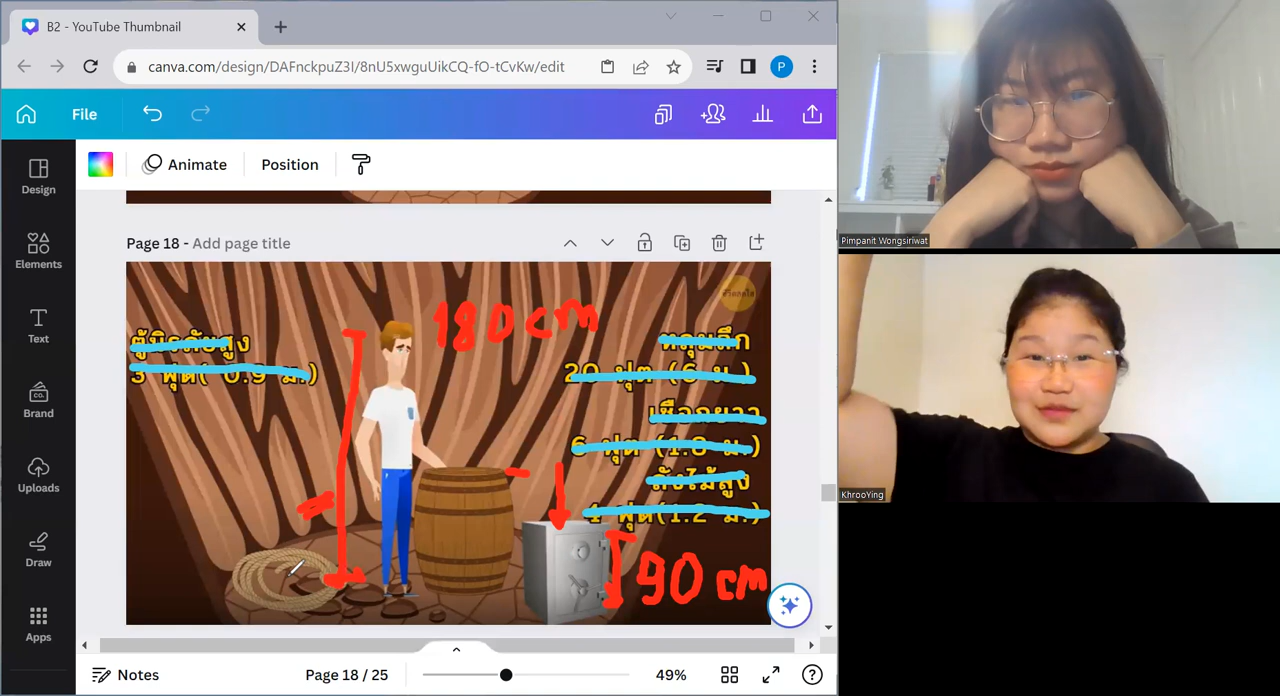 B2 - YouTube Thumbnail
canva.com/design/DAFnckpuZ3I/8nU5xwguUikCQ-fO-tCvKw/edit
P
File
Animate
Position
Design
Elements
Text
CO.
Brand
Uploads
Draw
Apps
Page 18 - Add page title
180cm
ตู้นิรภัยสูง
3 ฟุต( 0.9 ม.)
หลุมลึก
20 ฟุต (6 ม.)
เชือกยาว
6 ฟุต (1.8 ม.)
ถังไม้สูง
4 ฟุต(1.2 ม.)
90 cm
Notes
Page 18 / 25
49%
Pimpanit Wongsiriwat
KhrooYing